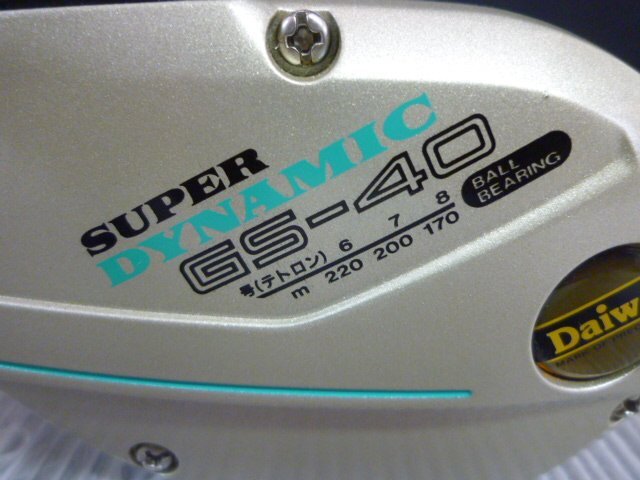 SUPER
DYNAMIC
GS-40
BALL
BEARING
号(テトロン) 6 7 8
m 220 200 170
Daiw